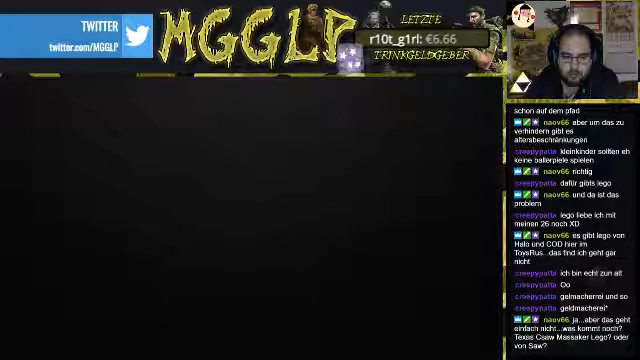 TWITTER
twitter.com/MGGLP
MGGLP
LETZTE
r10t_g1rl: €6.66
TRINKGELDGEBER
schon auf dem pfad
naov66 aber um das zu
verhindern gibt es
altersbeschränkungen
creepypatta kleinkinder sollten eh
keine ballerpiele spielen
naov66 richtig
creepypatta dafür gibts lego
naov66 und da ist das
problem
creepypatta lego liebe ich mit
meinen 26 noch XD
naov66 es gibt lego von
Halo und COD hier im
ToysRus...das find ich geht gar
nicht
creepypatta ich bin echt zun alt
creepypatta Oo
creepypatta gelmacherrei und so
creepypatta geldmacherei*
naov66 ja...aber das geht
einfach nicht...was kommt noch?
Texas Csaw Massaker Lego? oder
von Saw?